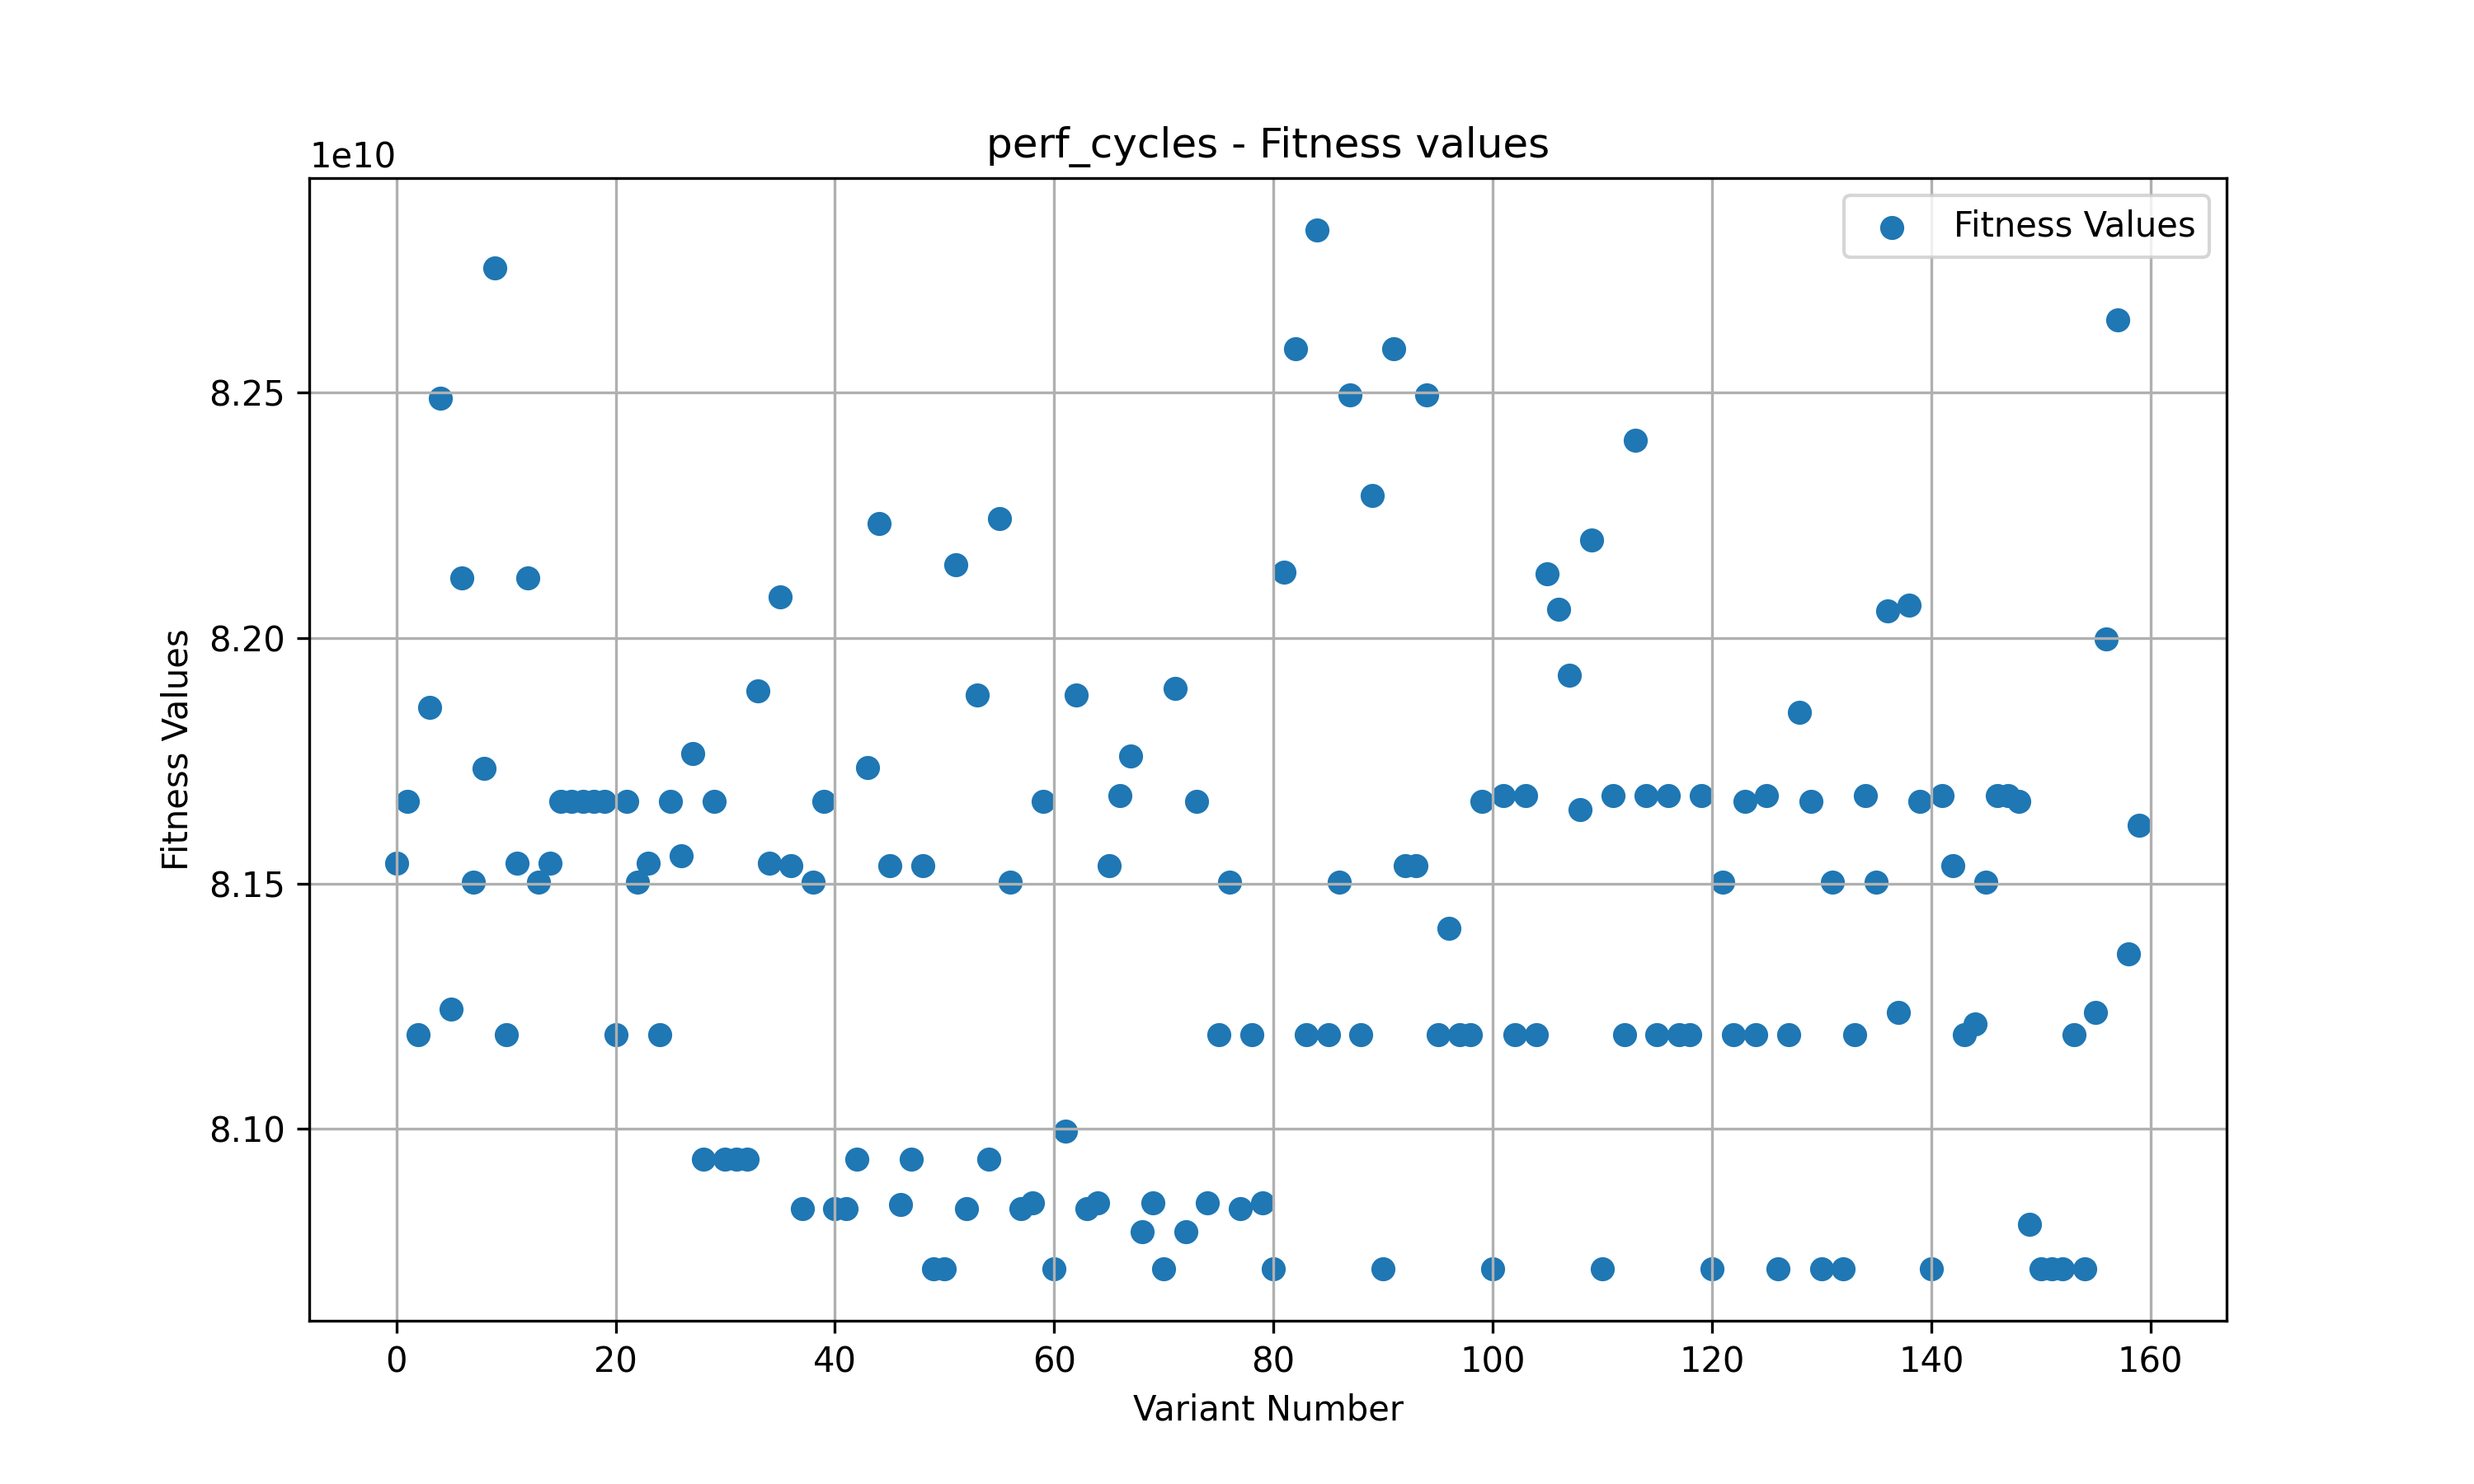 perf_cycles - Fitness values
1e10
Fitness Values
8.25
8.20
8.15
8.10
Fitness Values
0 20 40 60 80 100 120 140 160
Variant Number